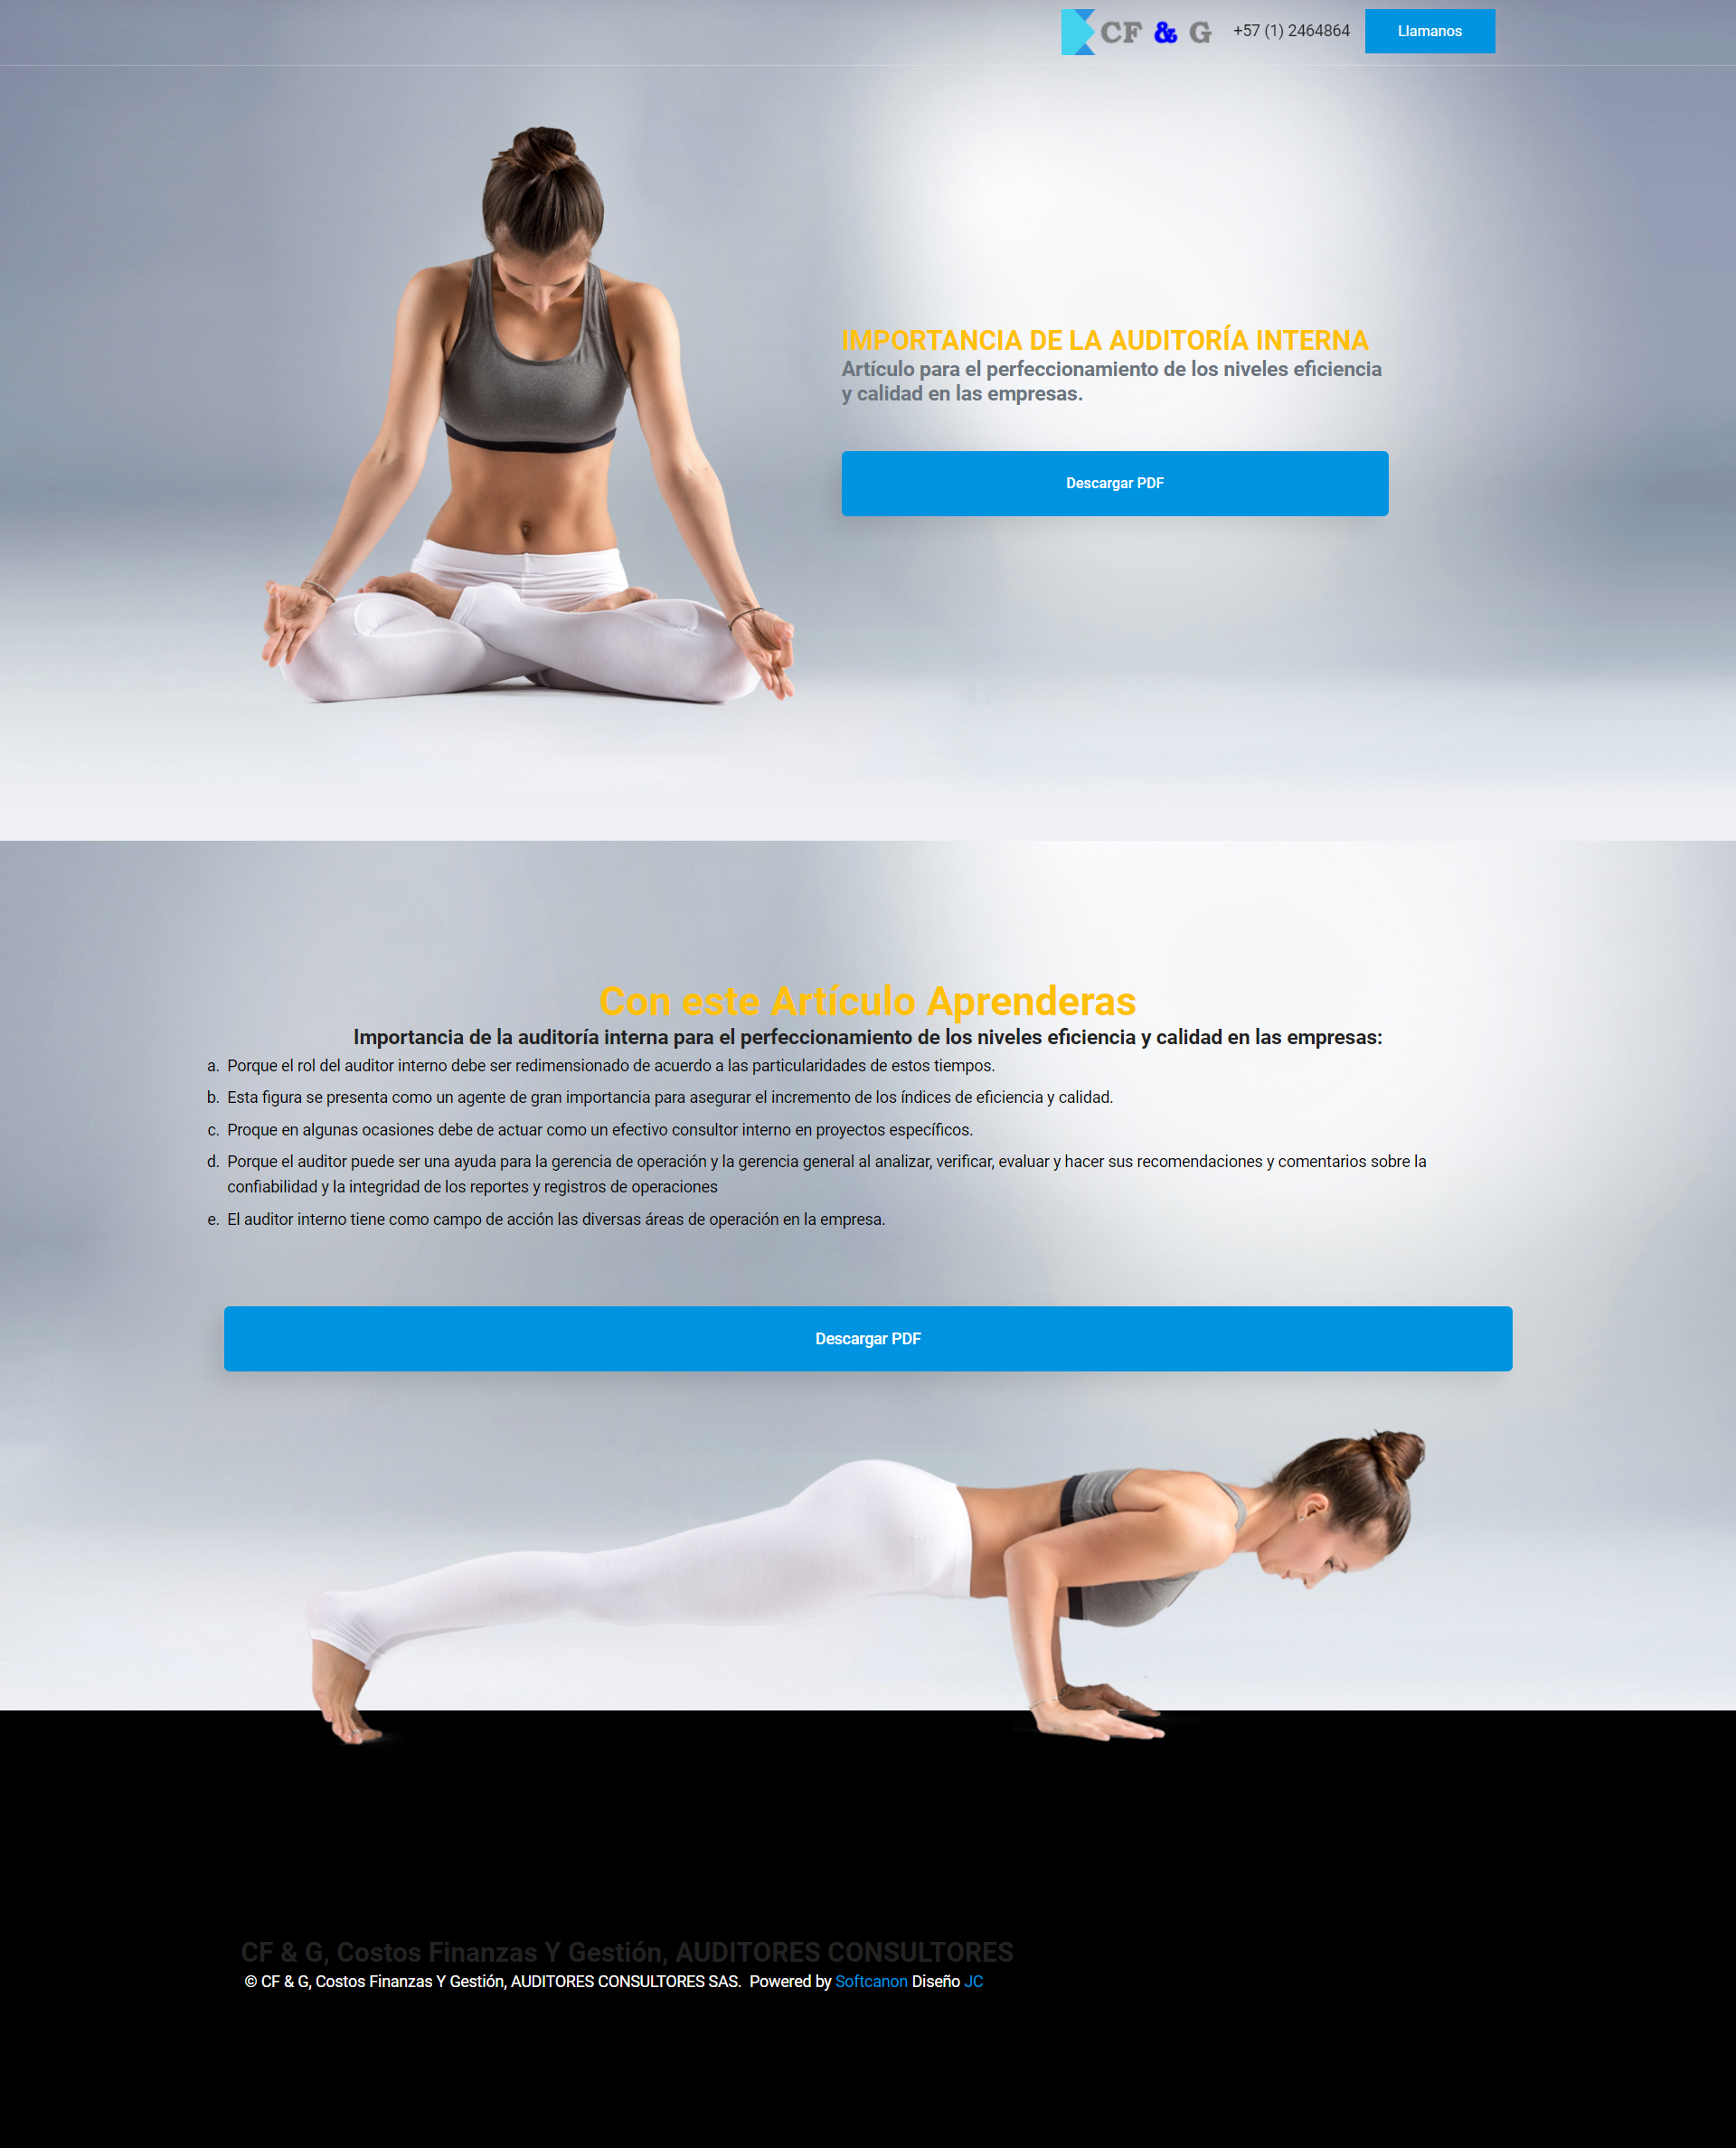 CF & G
+57 (1) 2464864
Llamanos
IMPORTANCIA DE LA AUDITORÍA INTERNA
Artículo para el perfeccionamiento de los niveles eficiencia
y calidad en las empresas.
Descargar PDF
Con este Artículo Aprenderas
Importancia de la auditoría interna para el perfeccionamiento de los niveles eficiencia y calidad en las empresas:
a. Porque el rol del auditor interno debe ser redimensionado de acuerdo a las particularidades de estos tiempos.
b. Esta figura se presenta como un agente de gran importancia para asegurar el incremento de los índices de eficiencia y calidad.
c. Proque en algunas ocasiones debe de actuar como un efectivo consultor interno en proyectos específicos.
d. Porque el auditor puede ser una ayuda para la gerencia de operación y la gerencia general al analizar, verificar, evaluar y hacer sus recomendaciones y comentarios sobre la
confiabilidad y la integridad de los reportes y registros de operaciones
e. El auditor interno tiene como campo de acción las diversas áreas de operación en la empresa.
Descargar PDF
CF & G, Costos Finanzas Y Gestión, AUDITORES CONSULTORES
© CF & G, Costos Finanzas Y Gestión, AUDITORES CONSULTORES SAS. Powered by Softcanon Diseño JC